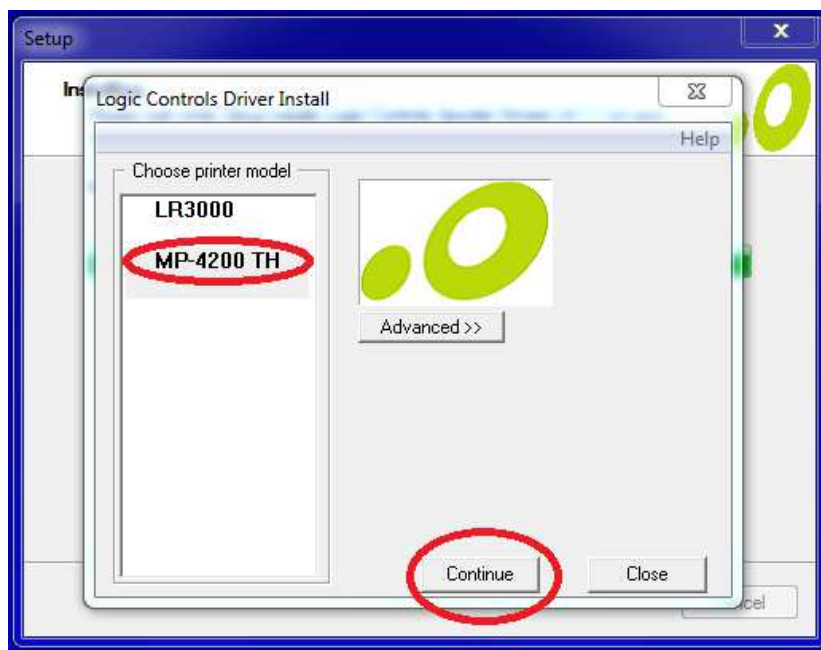 Setup
Logic Controls Driver Install
Help
Choose printer model
LR3000
MP-4200 TH
Advanced >>
Continue
Close